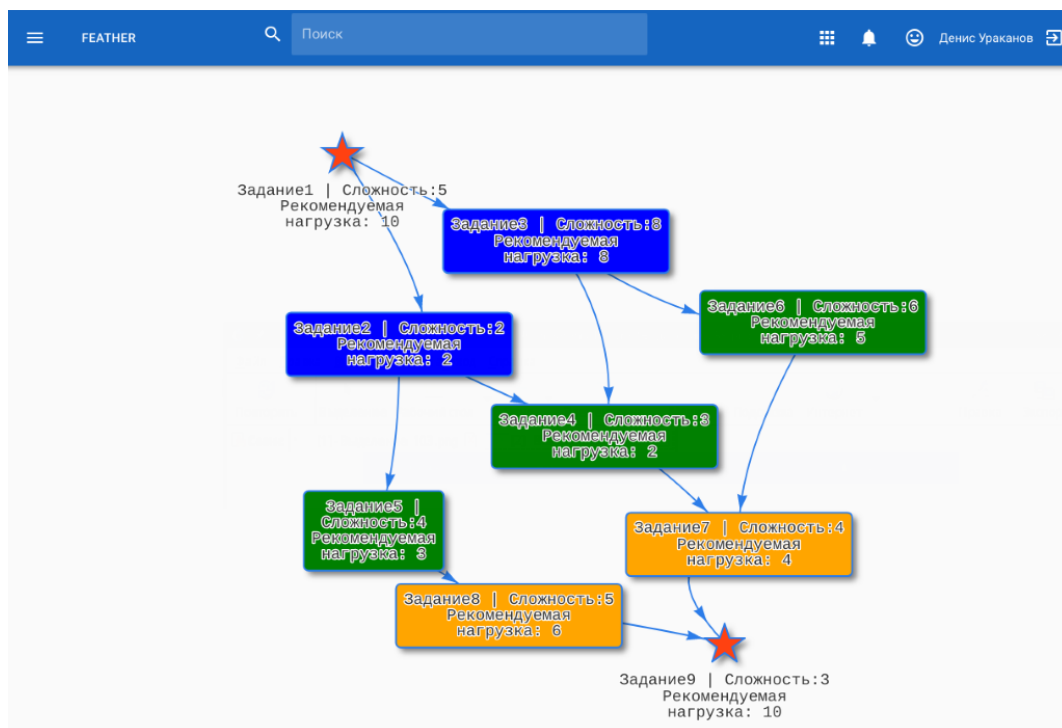 FEATHER
Поиск
Денис Ураканов
Задание1 | Сложность:5
Рекомендуемая
нагрузка: 10
Задание3 | Сложность:8
Рекомендуемая
нагрузка: 8
Задание6 | Сложность:6
Рекомендуемая
нагрузка: 5
Задание2 | Сложность:2
Рекомендуемая
нагрузка: 2
Задание4 | Сложность:3
Рекомендуемая
нагрузка: 2
Задание5 |
Сложность:4
Рекомендуемая
нагрузка: 3
Задание7 | Сложность:4
Рекомендуемая
нагрузка: 4
Задание8 | Сложность:5
Рекомендуемая
нагрузка: 6
Задание9 | Сложность:3
Рекомендуемая
нагрузка: 10